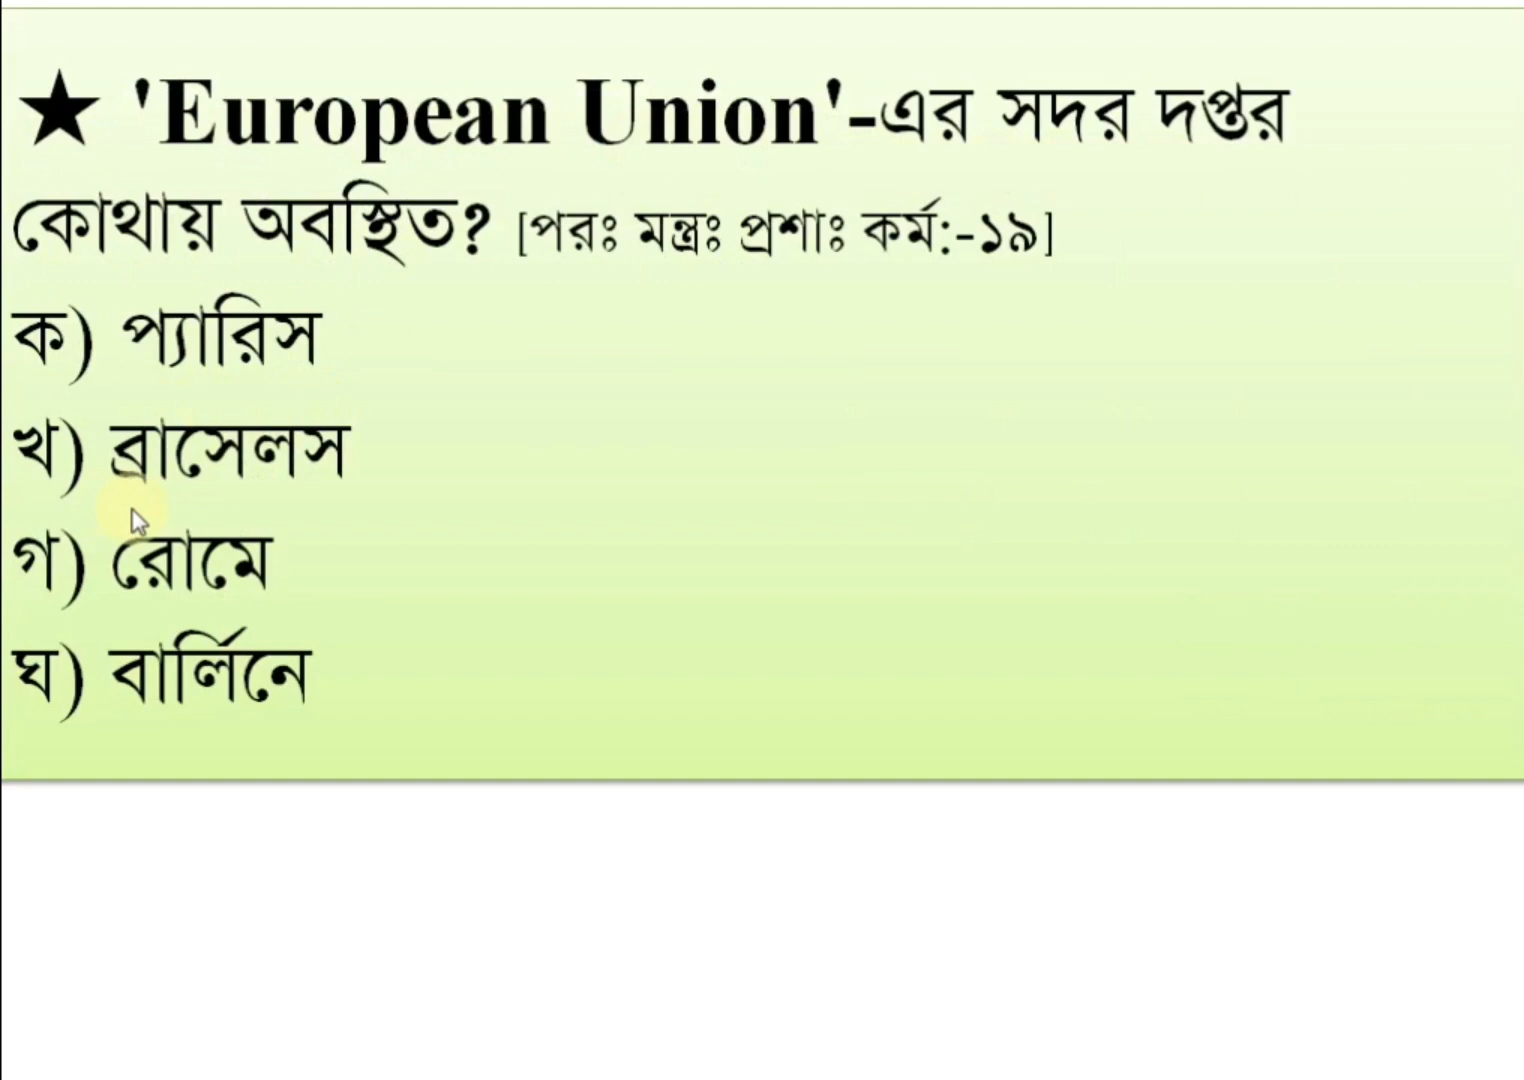 ★ 'European Union'-এর সদর দপ্তর
কোথায় অবস্থিত? [পরঃ মন্ত্রঃ প্রশাঃ কর্ম:-১৯]
ক) প্যারিস
খ) ব্রাসেলস
গ) রোমে
ঘ) বার্লিনে